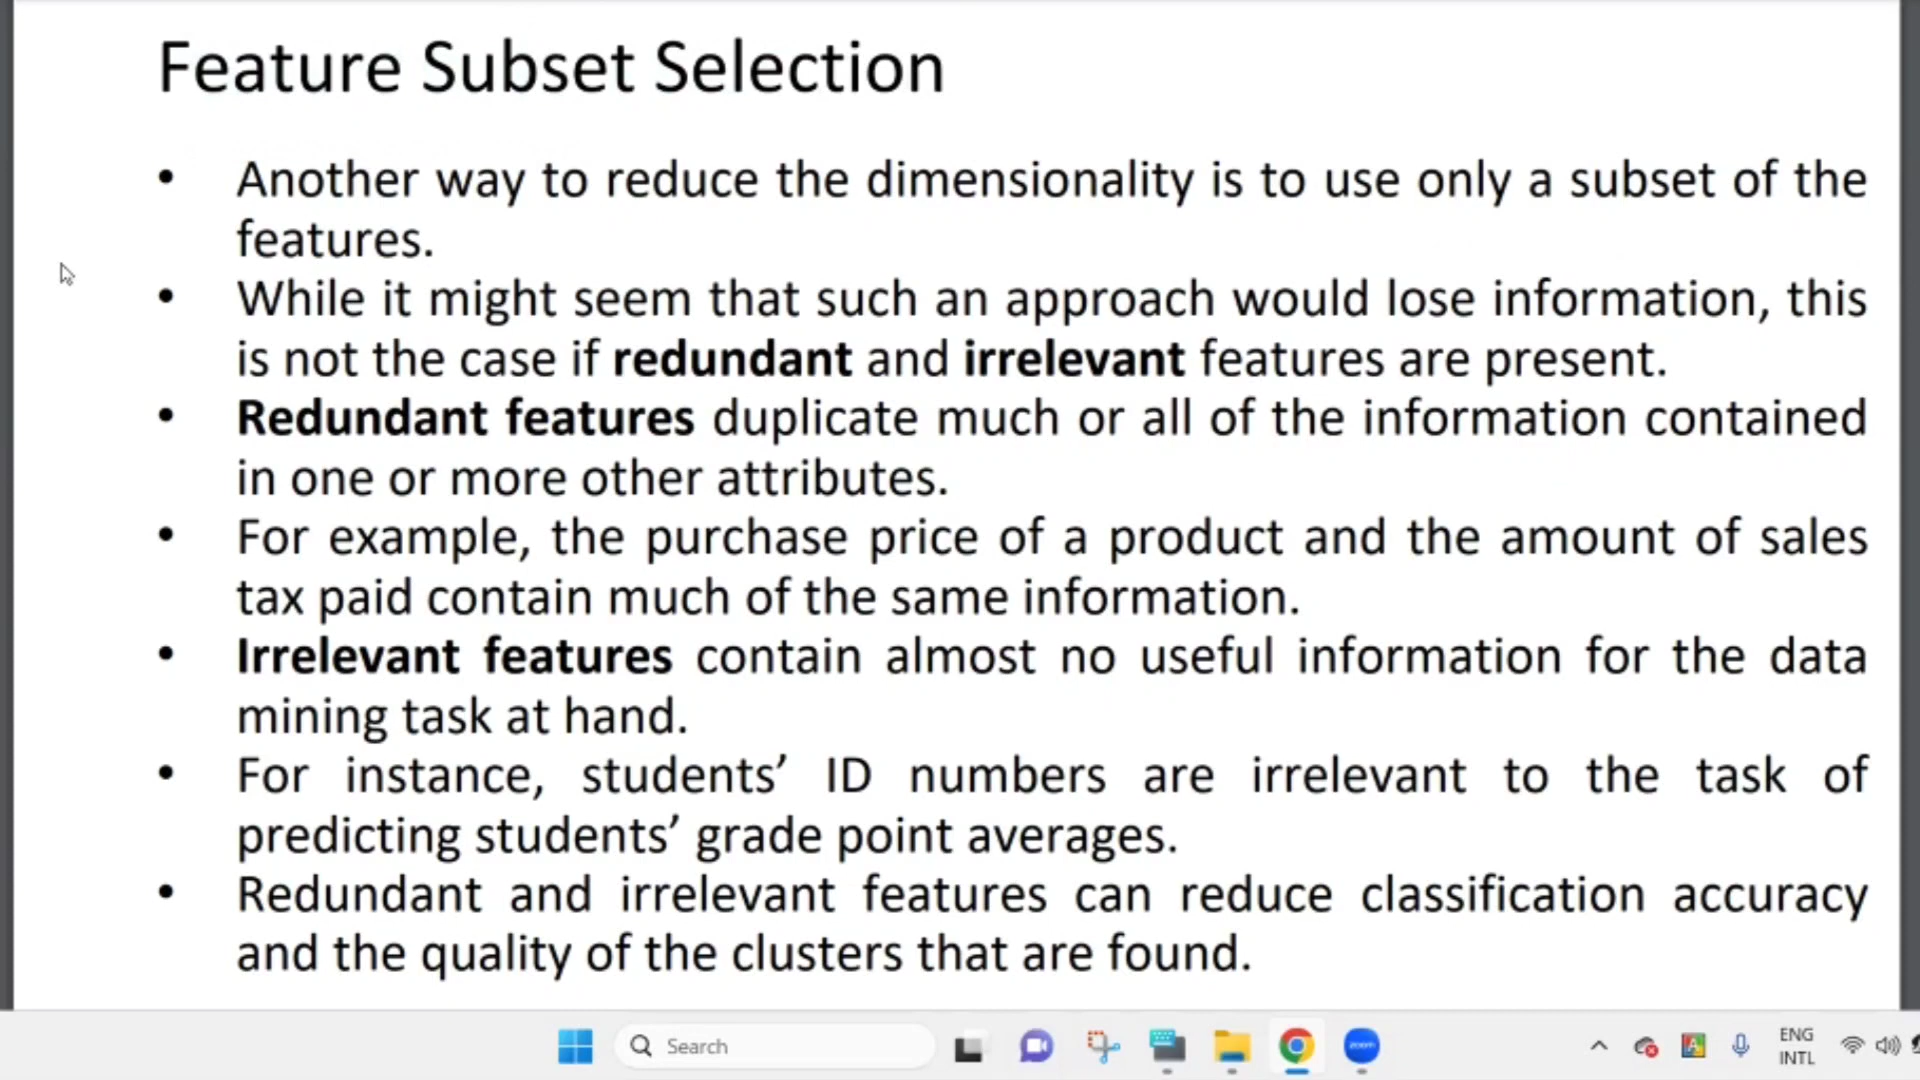 Feature Subset Selection
• Another way to reduce the dimensionality is to use only a subset of the
features.
• While it might seem that such an approach would lose information, this
is not the case if redundant and irrelevant features are present.
• Redundant features duplicate much or all of the information contained
in one or more other attributes.
• For example, the purchase price of a product and the amount of sales
tax paid contain much of the same information.
• Irrelevant features contain almost no useful information for the data
mining task at hand.
• For instance, students’ ID numbers are irrelevant to the task of
predicting students’ grade point averages.
• Redundant and irrelevant features can reduce classification accuracy
and the quality of the clusters that are found.
Search
zoom
A
ENG
INTL